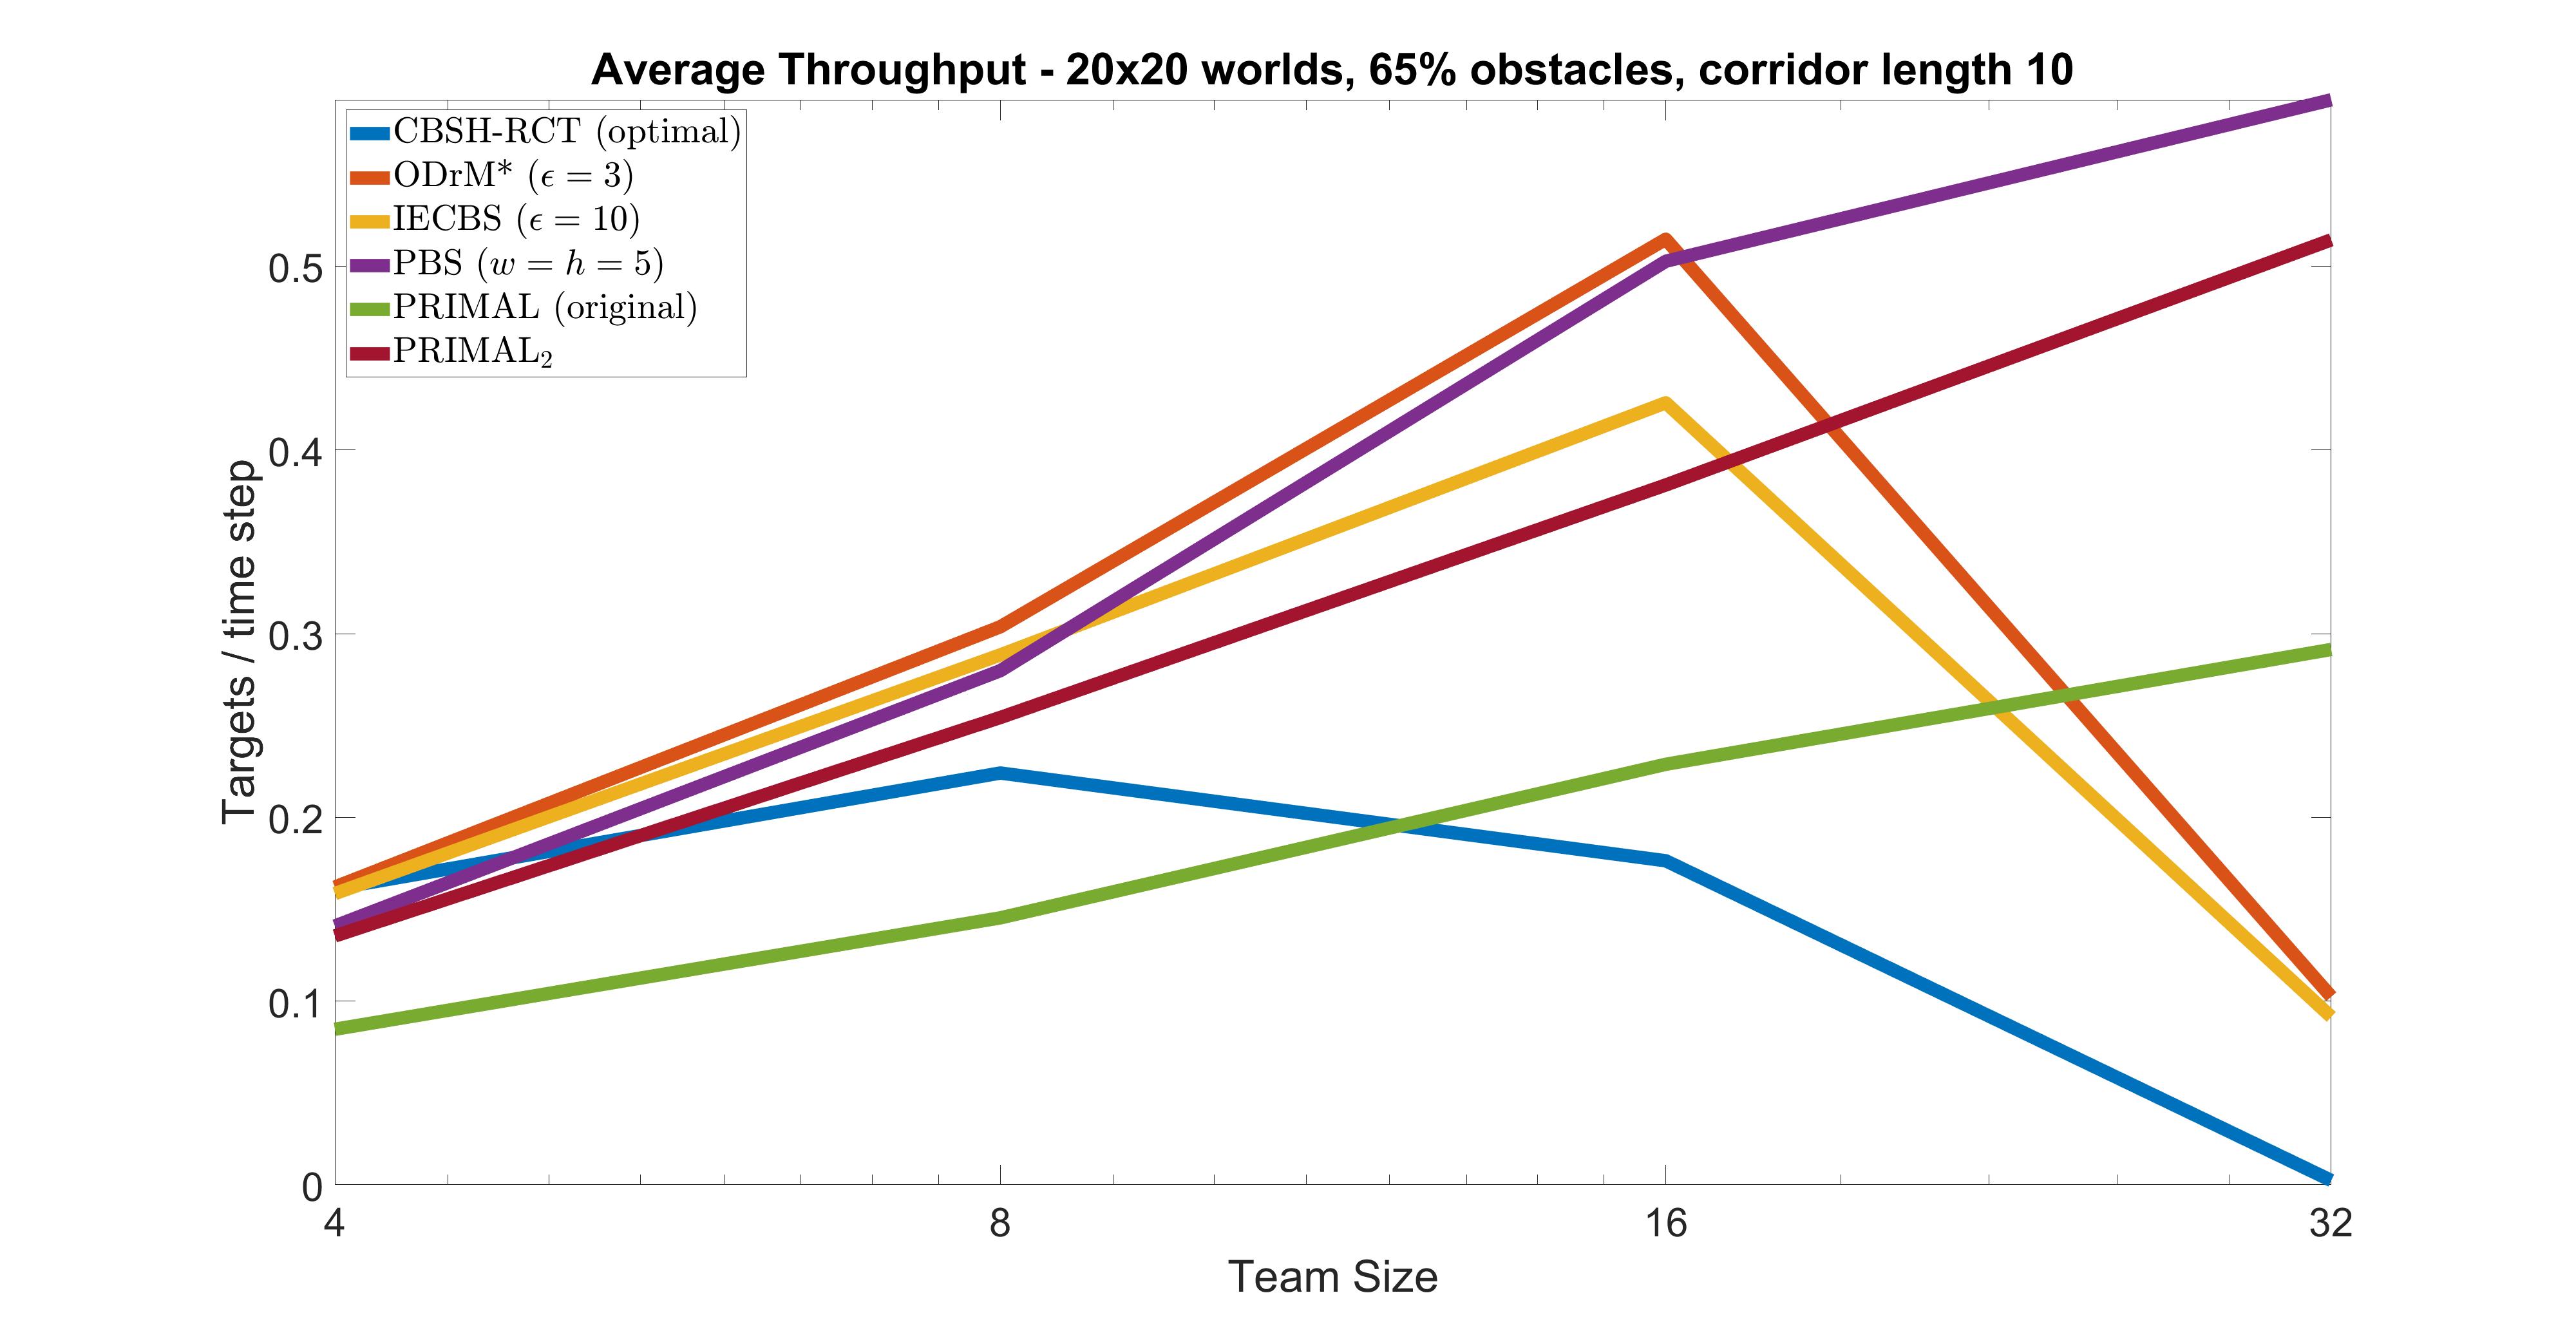 Average Throughput - 20x20 worlds, 65% obstacles, corridor length 10
CBSH-RCT (optimal)
ODrM* (ϵ = 3)
IECBS (ϵ = 10)
PBS (w = h = 5)
PRIMAL (original)
PRIMAL₂
Targets / time step
0.5
0.4
0.3
0.2
0.1
0
4 8 16 32
Team Size